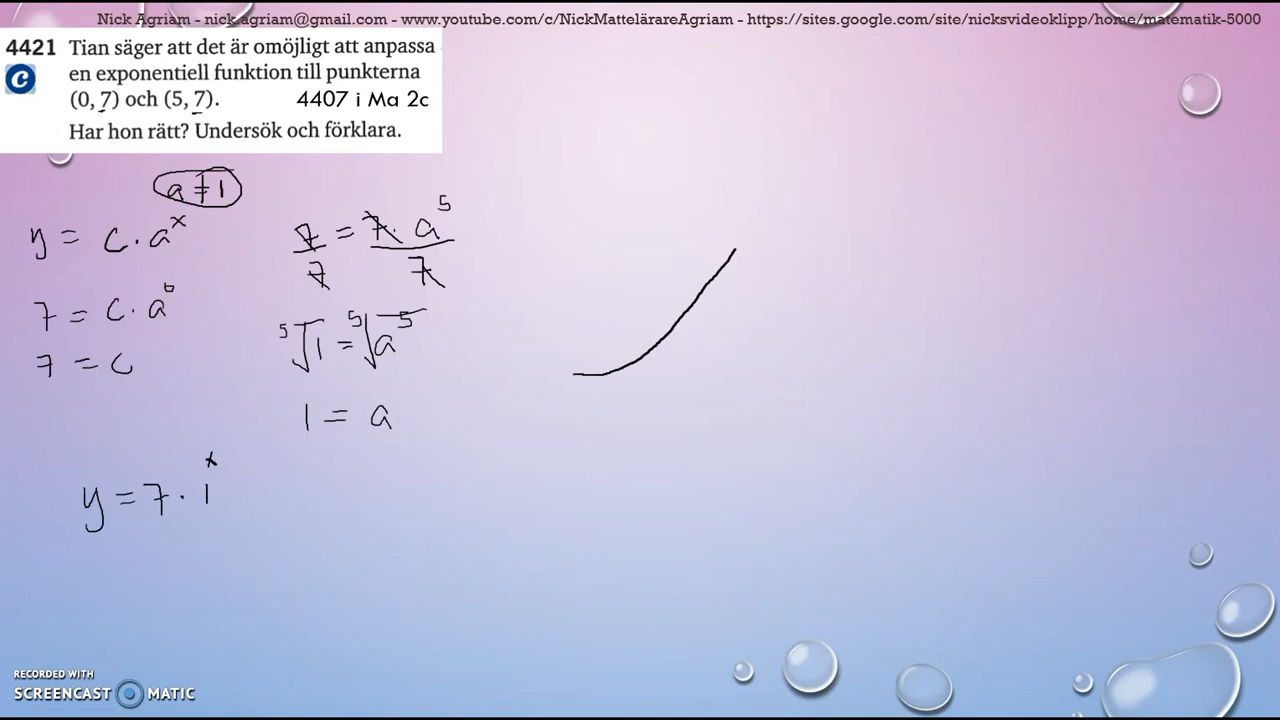 Nick Agriam - nick.agriam@gmail.com - www.youtube.com/c/NickMattelärareAgriam - https://sites.google.com/site/nicksvideoklipp/home/matematik-5000
4421 Tian säger att det är omöjligt att anpassa
en exponentiell funktion till punkterna
(0, 7) och (5, 7). 4407 i Ma 2c
C
Har hon rätt? Undersök och förklara.
a ≠ 1
y = C · a^x
7 = C · a^0
7 = C
7/7 = 7 · a^5/7
⁵√1 = ⁵√a^5
1 = a
y = 7 · 1^x
RECORDED WITH
SCREENCAST MATIC